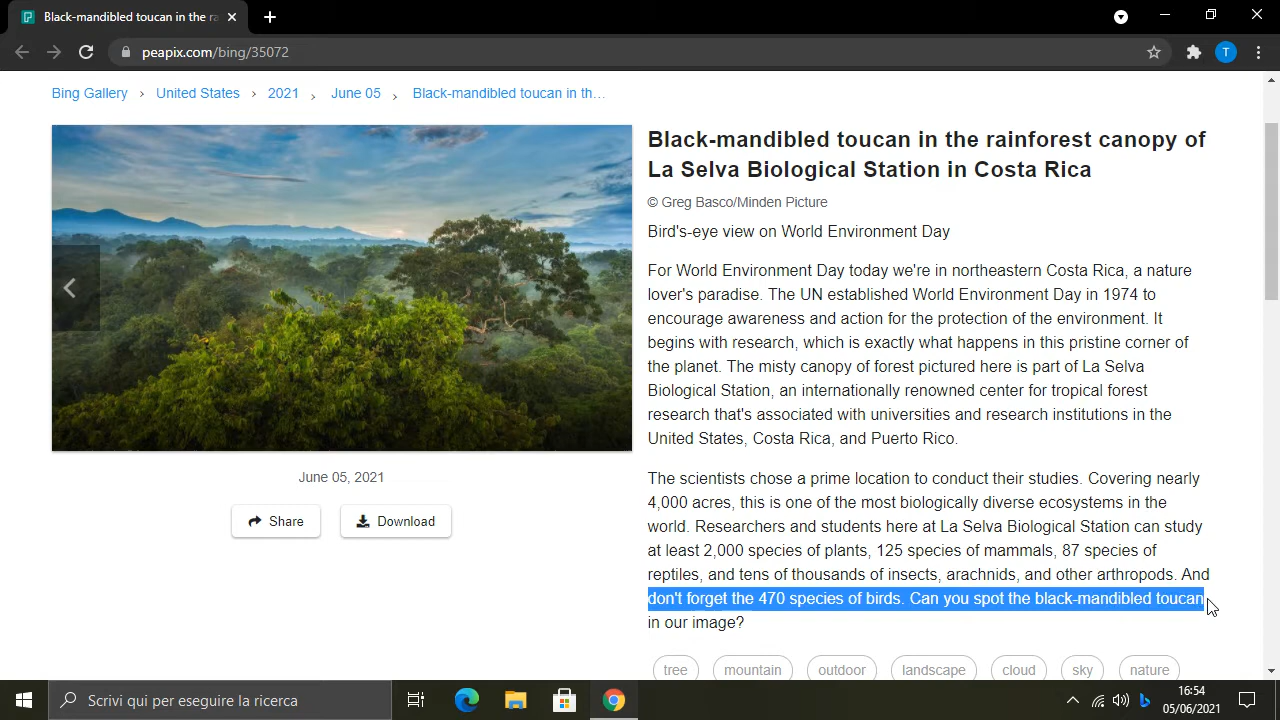 Black-mandibled toucan in the ra
peapix.com/bing/35072
T
Bing Gallery > United States > 2021 > June 05 > Black-mandibled toucan in th…
Black-mandibled toucan in the rainforest canopy of
La Selva Biological Station in Costa Rica
© Greg Basco/Minden Picture
Bird's-eye view on World Environment Day
For World Environment Day today we're in northeastern Costa Rica, a nature
lover's paradise. The UN established World Environment Day in 1974 to
encourage awareness and action for the protection of the environment. It
begins with research, which is exactly what happens in this pristine corner of
the planet. The misty canopy of forest pictured here is part of La Selva
Biological Station, an internationally renowned center for tropical forest
research that's associated with universities and research institutions in the
United States, Costa Rica, and Puerto Rico.
The scientists chose a prime location to conduct their studies. Covering nearly
4,000 acres, this is one of the most biologically diverse ecosystems in the
world. Researchers and students here at La Selva Biological Station can study
at least 2,000 species of plants, 125 species of mammals, 87 species of
reptiles, and tens of thousands of insects, arachnids, and other arthropods. And
don't forget the 470 species of birds. Can you spot the black-mandibled toucan
in our image?
June 05, 2021
Share Download
tree mountain outdoor landscape cloud sky nature
Scrivi qui per eseguire la ricerca
16:54
05/06/2021